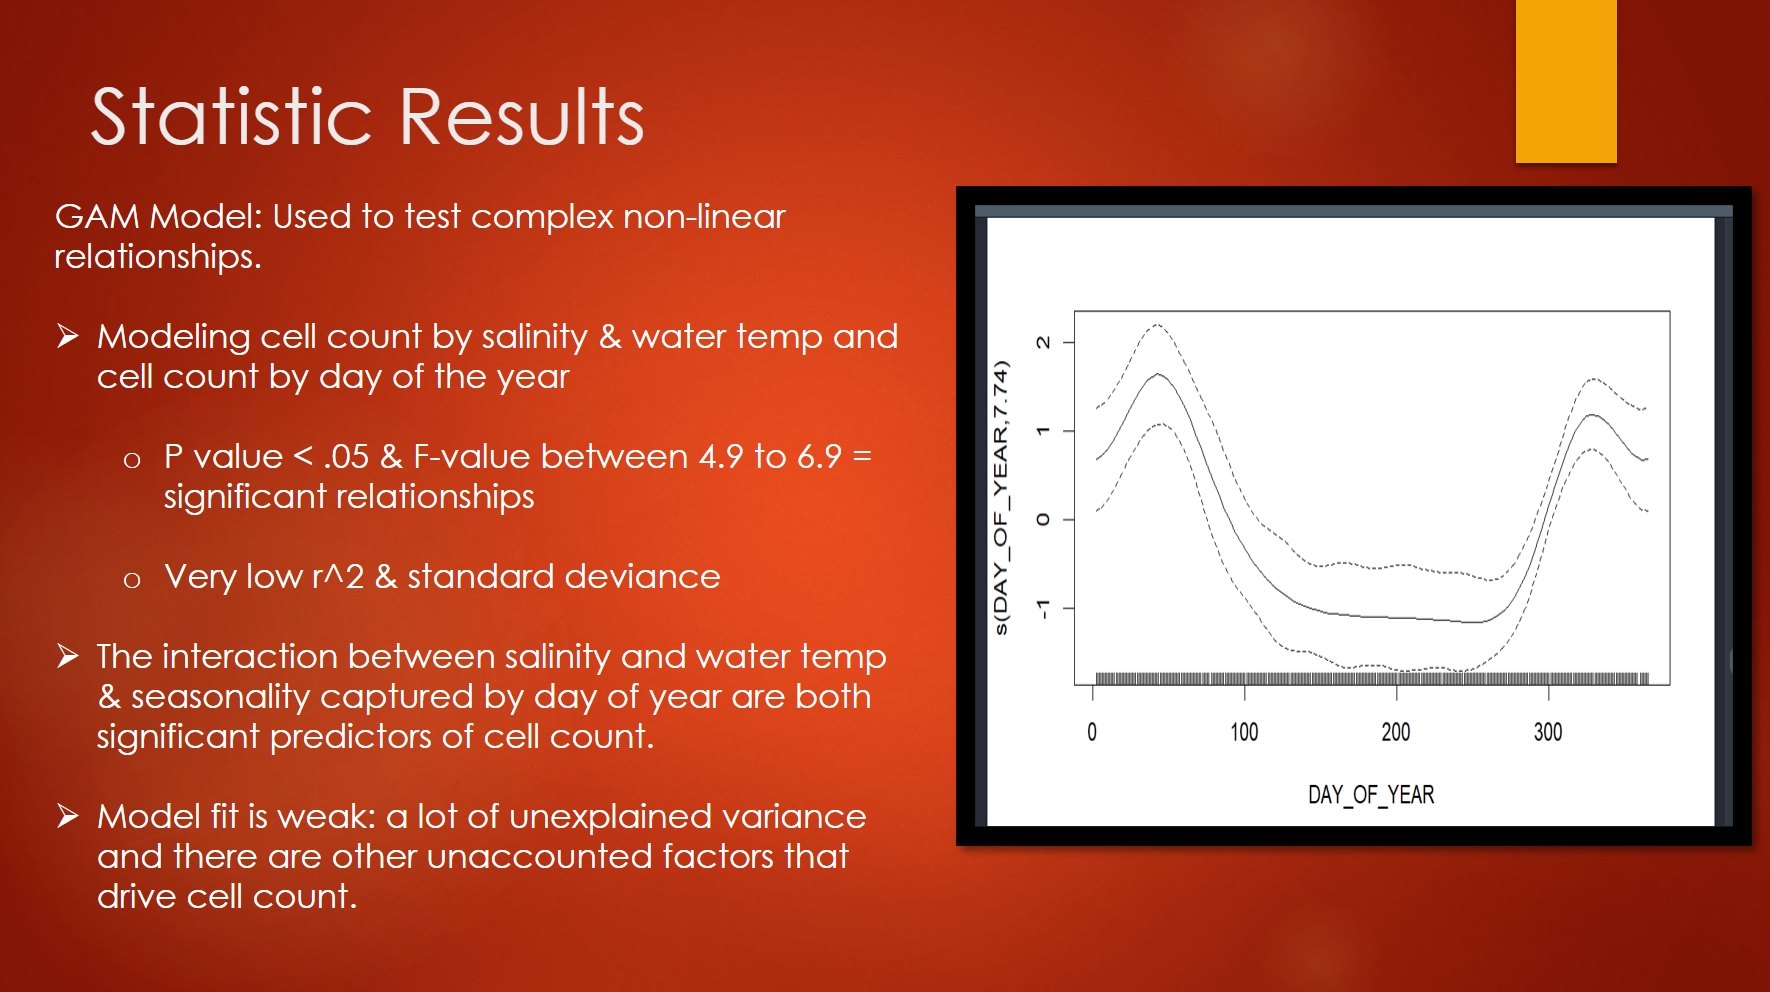 Statistic Results
GAM Model: Used to test complex non-linear
relationships.
➢ Modeling cell count by salinity & water temp and
cell count by day of the year
o P value < .05 & F-value between 4.9 to 6.9 =
significant relationships
o Very low r^2 & standard deviance
➢ The interaction between salinity and water temp
& seasonality captured by day of year are both
significant predictors of cell count.
➢ Model fit is weak: a lot of unexplained variance
and there are other unaccounted factors that
drive cell count.
s(DAY_OF_YEAR,7.74)
2
1
0
-1
0 100 200 300
DAY_OF_YEAR